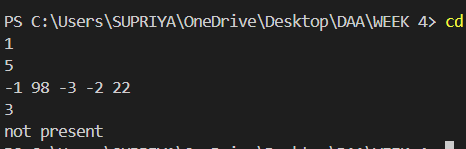 PS C:\Users\SUPRIYA\OneDrive\Desktop\DAA\WEEK 4> cd
1
5
-1 98 -3 -2 22
3
not present